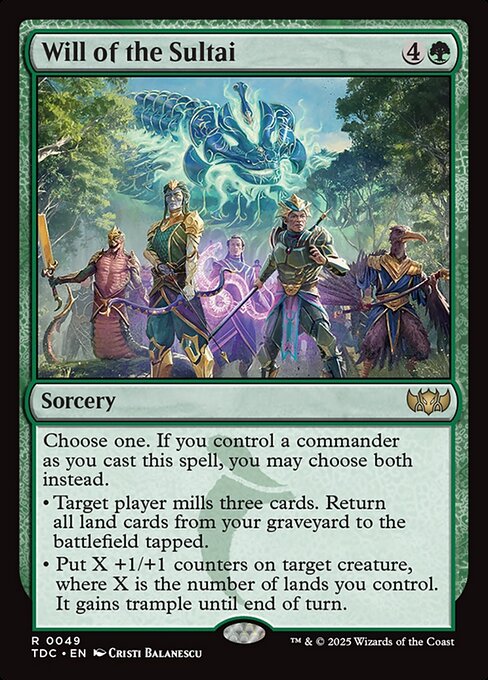 Will of the Sultai 4
Sorcery
Choose one. If you control a commander
as you cast this spell, you may choose both
instead.
• Target player mills three cards. Return
all land cards from your graveyard to the
battlefield tapped.
• Put X +1/+1 counters on target creature,
where X is the number of lands you control.
It gains trample until end of turn.
R 0049
TDC • EN Cristi Balanescu
™ & © 2025 Wizards of the Coast